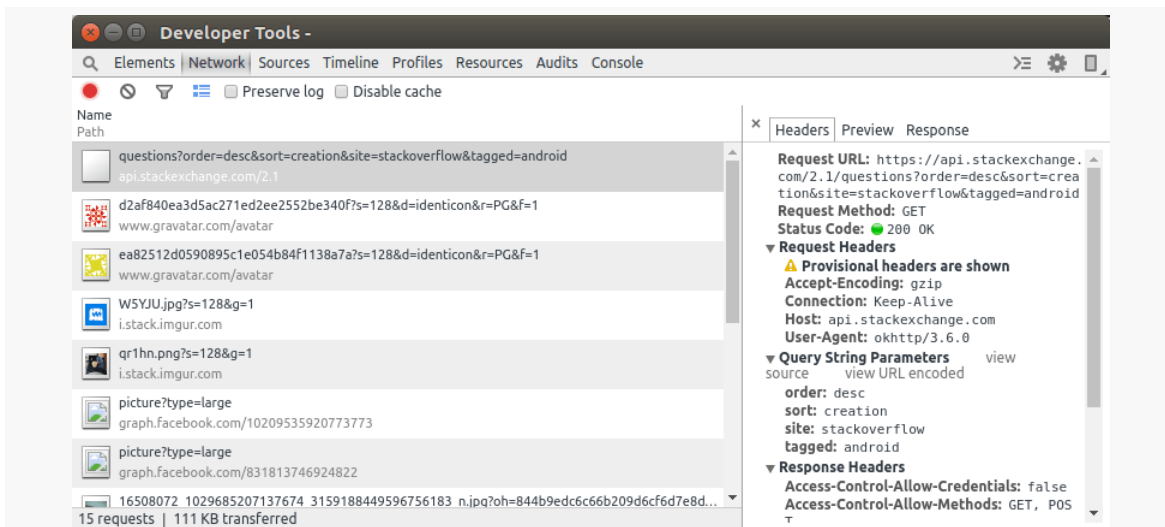 Developer Tools -
Elements Network Sources Timeline Profiles Resources Audits Console
Preserve log Disable cache
Name
Path
questions?order=desc&sort=creation&site=stackoverflow&tagged=android
api.stackexchange.com/2.1
d2af840ea3d5ac271ed2ee2552be340f?s=128&d=identicon&r=PG&f=1
www.gravatar.com/avatar
ea82512d0590895c1e054b84f1138a7a?s=128&d=identicon&r=PG&f=1
www.gravatar.com/avatar
W5YJU.jpg?s=128&g=1
i.stack.imgur.com
qr1hn.png?s=128&g=1
i.stack.imgur.com
picture?type=large
graph.facebook.com/10209535920773773
picture?type=large
graph.facebook.com/831813746924822
16508072_1029685207137674_3159188449596756183_n.jpg?oh=844b9edc6c66b209d6cf6d7e8d...
15 requests | 111 KB transferred
× Headers Preview Response
Request URL: https://api.stackexchange.
com/2.1/questions?order=desc&sort=crea
tion&site=stackoverflow&tagged=android
Request Method: GET
Status Code: 200 OK
Request Headers
Provisional headers are shown
Accept-Encoding: gzip
Connection: Keep-Alive
Host: api.stackexchange.com
User-Agent: okhttp/3.6.0
Query String Parameters view
source view URL encoded
order: desc
sort: creation
site: stackoverflow
tagged: android
Response Headers
Access-Control-Allow-Credentials: false
Access-Control-Allow-Methods: GET, POS
T